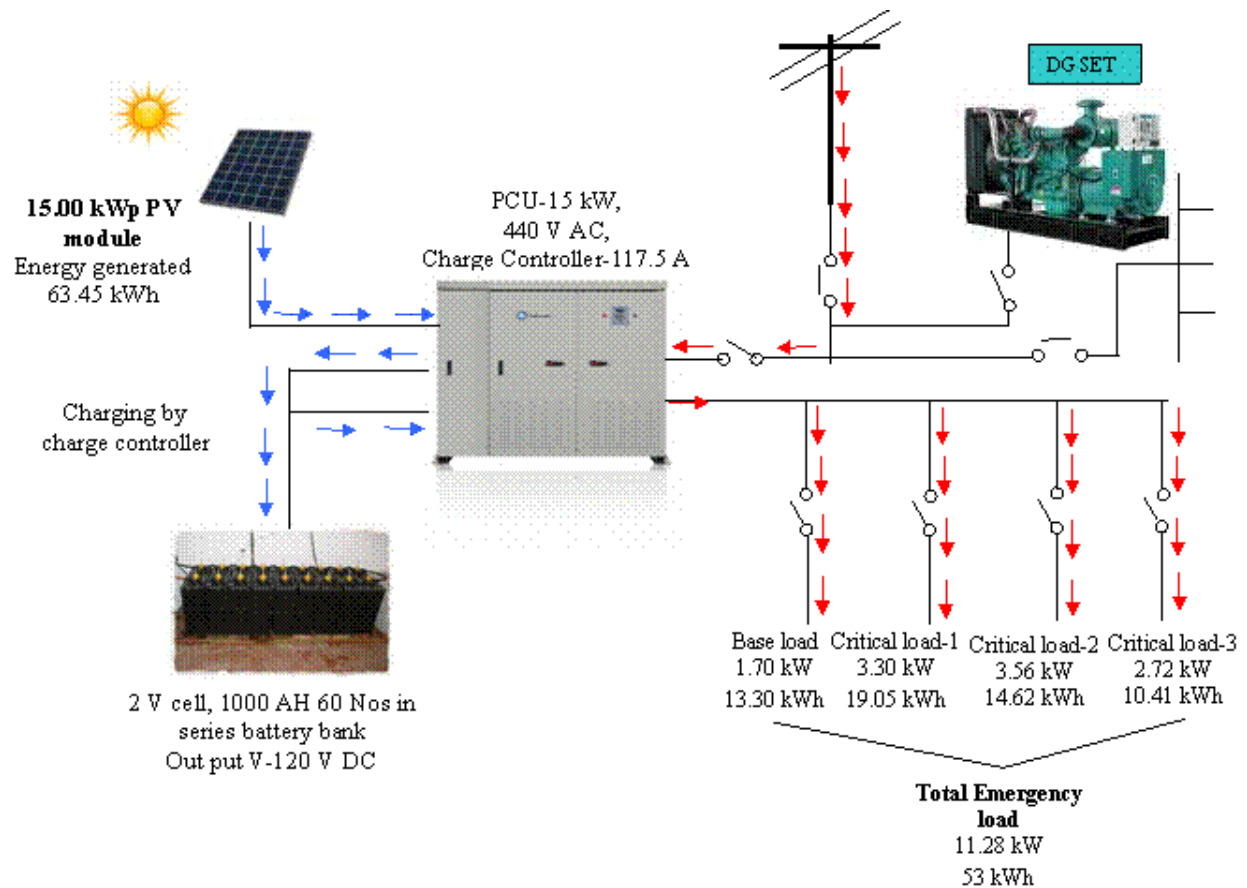 DG SET
15.00 kWp PV
module
Energy generated
63.45 kWh
PCU-15 kW,
440 V AC,
Charge Controller-117.5 A
Charging by
charge controller
2 V cell, 1000 AH 60 Nos in
series battery bank
Out put V-120 V DC
Base load
1.70 kW
13.30 kWh
Critical load-1
3.30 kW
19.05 kWh
Critical load-2
3.56 kW
14.62 kWh
Critical load-3
2.72 kW
10.41 kWh
Total Emergency
load
11.28 kW
53 kWh